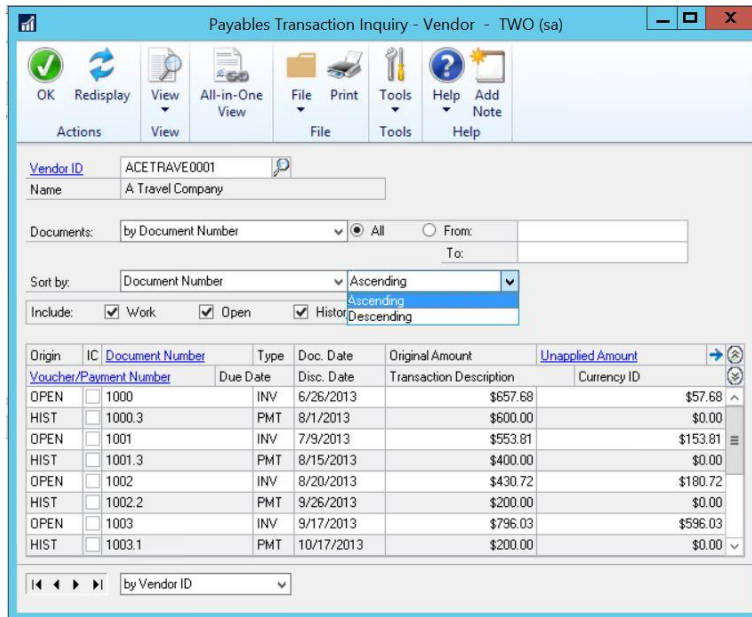 Payables Transaction Inquiry - Vendor - TWO (sa)
OK Redisplay View All-in-One View File Print Tools Help Add Note
Actions View File Tools Help
Vendor ID ACETRAVE0001
Name A Travel Company
Documents: by Document Number All From:
To:
Sort by: Document Number Ascending
Ascending
Include: Work Open Histor Descending
Origin IC Document Number Type Doc. Date Original Amount Unapplied Amount
Voucher/Payment Number Due Date Disc. Date Transaction Description Currency ID
OPEN 1000 INV 6/26/2013 $657.68 $57.68
HIST 1000.3 PMT 8/1/2013 $600.00 $0.00
OPEN 1001 INV 7/9/2013 $553.81 $153.81
HIST 1001.3 PMT 8/15/2013 $400.00 $0.00
OPEN 1002 INV 8/20/2013 $430.72 $180.72
HIST 1002.2 PMT 9/26/2013 $200.00 $0.00
OPEN 1003 INV 9/17/2013 $796.03 $596.03
HIST 1003.1 PMT 10/17/2013 $200.00 $0.00
by Vendor ID